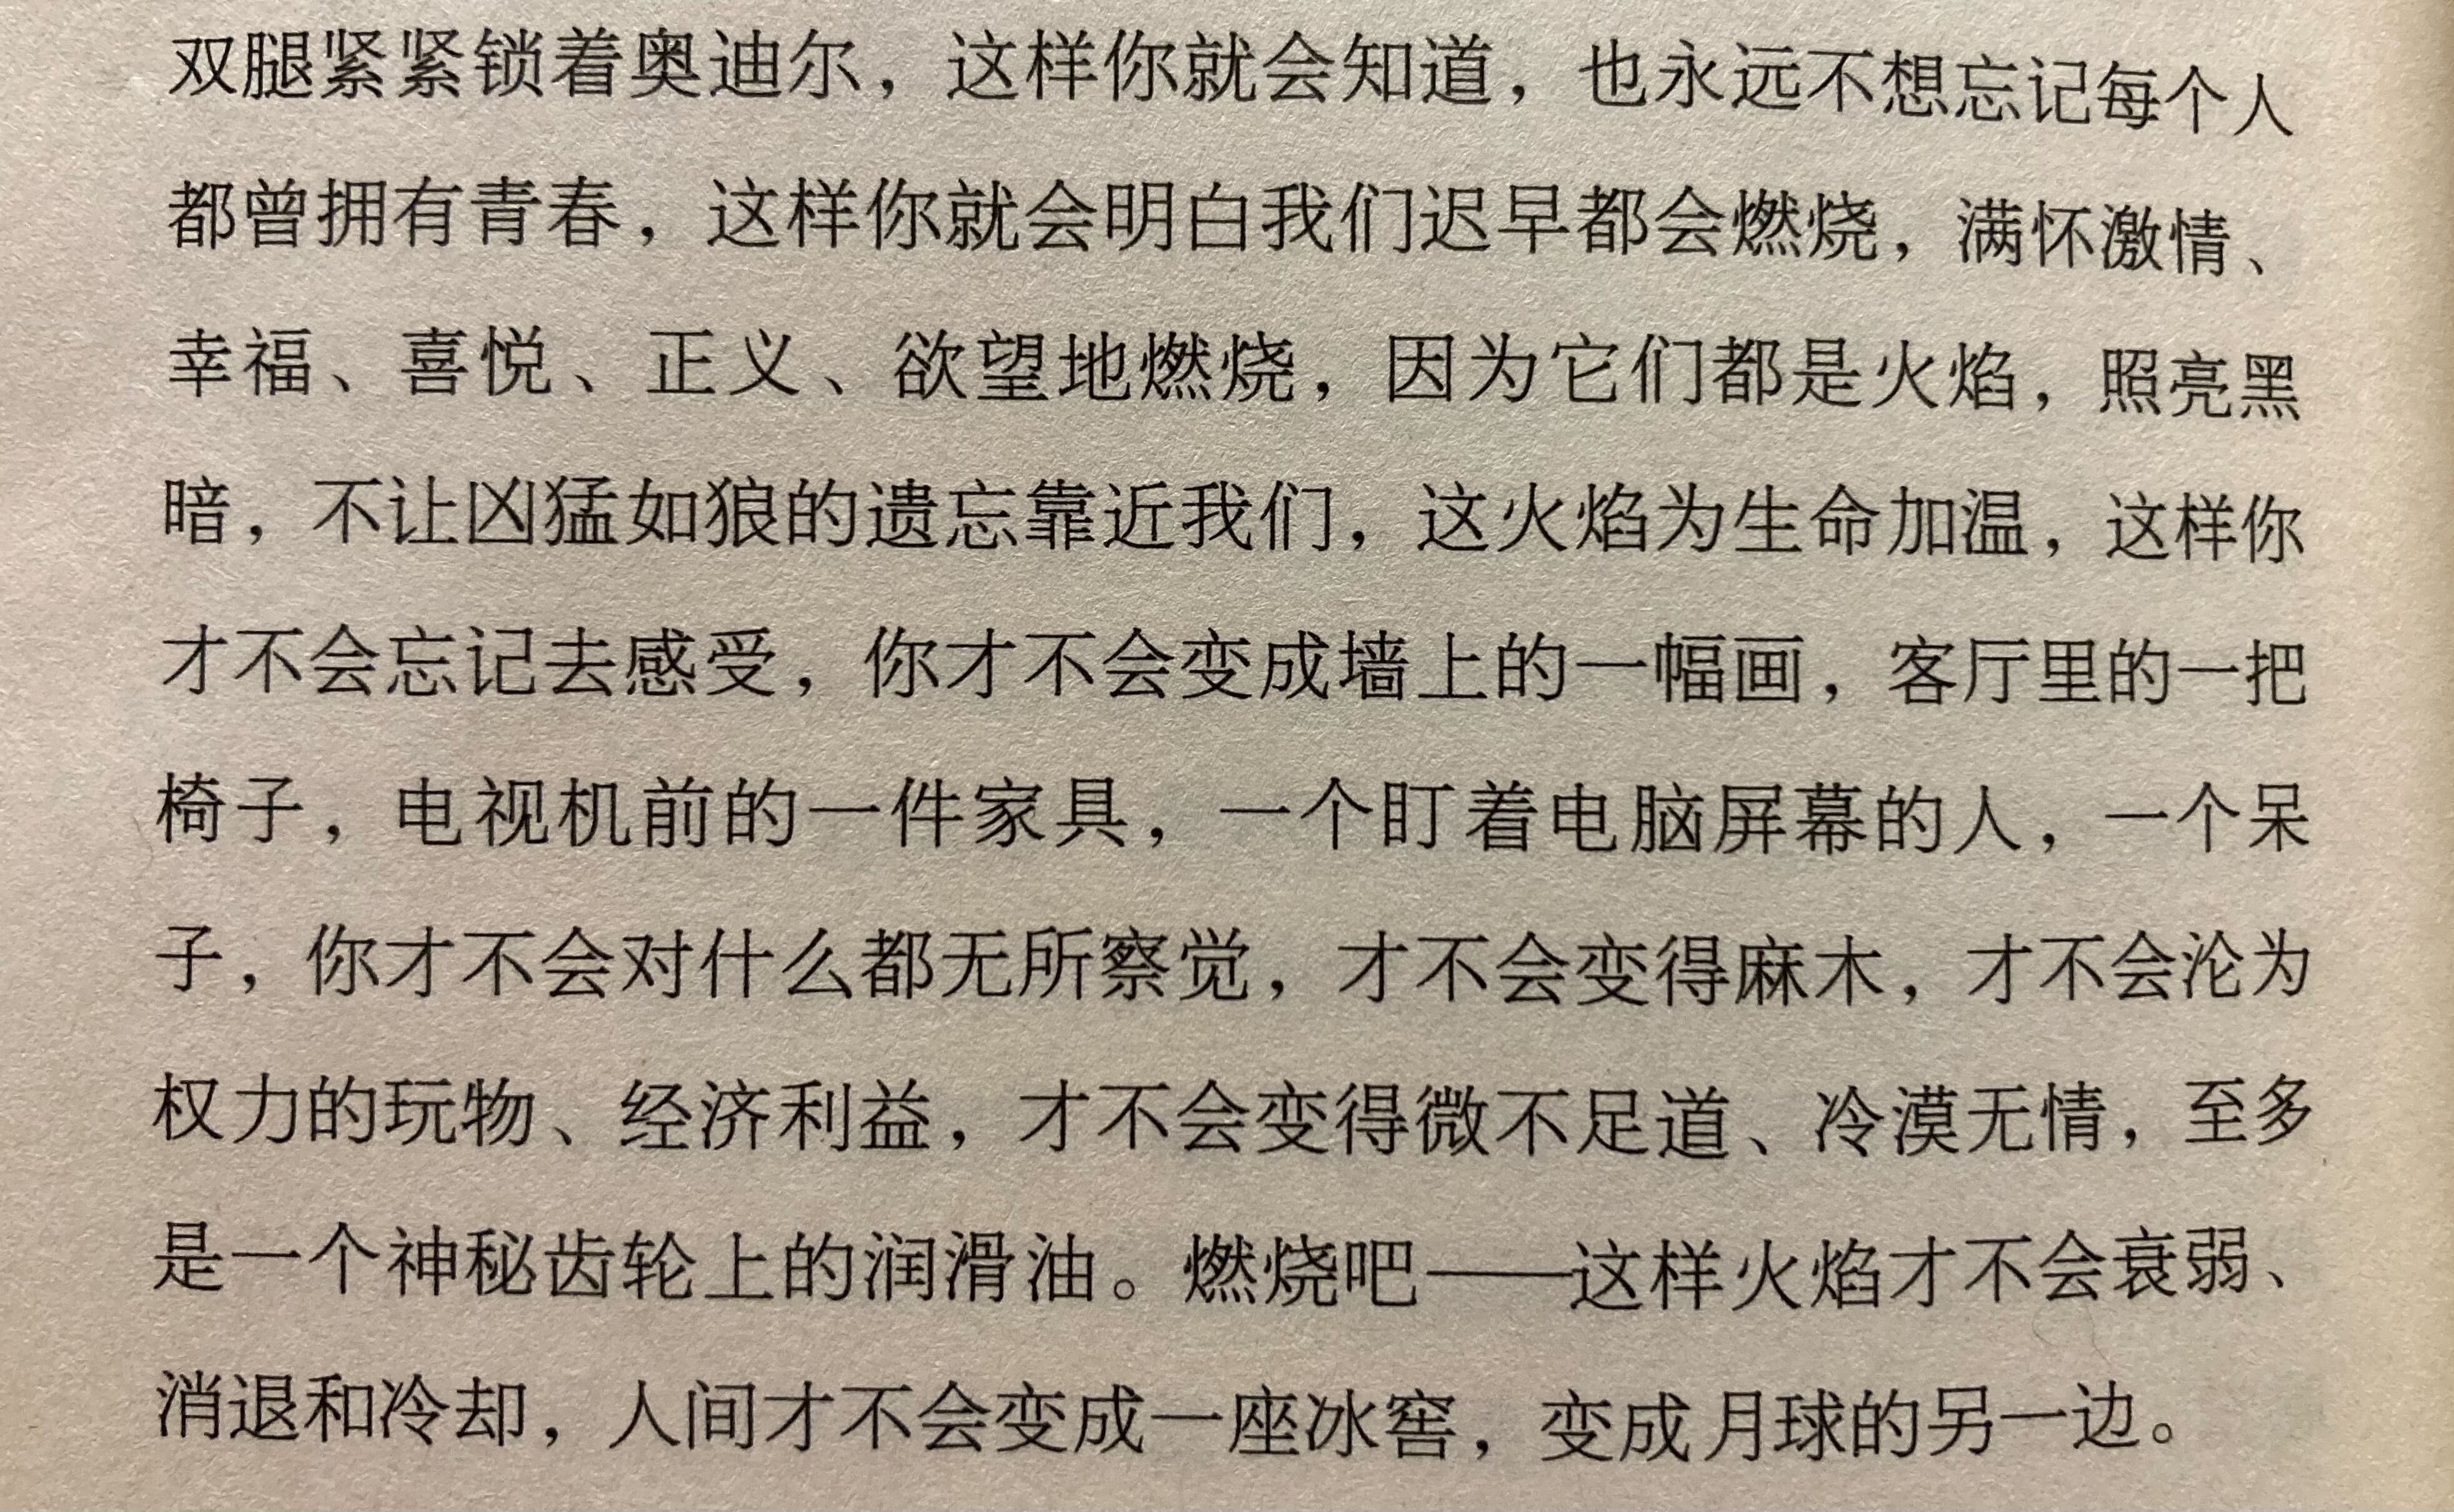 双腿紧紧锁着奥迪尔，这样你就会知道，也永远不想忘记每个人
都曾拥有青春，这样你就会明白我们迟早都会燃烧，满怀激情、
幸福、喜悦、正义、欲望地燃烧，因为它们都是火焰，照亮黑
暗，不让凶猛如狼的遗忘靠近我们，这火焰为生命加温，这样你
才不会忘记去感受，你才不会变成墙上的一幅画，客厅里的一把
椅子，电视机前的一件家具，一个盯着电脑屏幕的人，一个呆
子，你才不会对什么都无所察觉，才不会变得麻木，才不会沦为
权力的玩物、经济利益，才不会变得微不足道、冷漠无情，至多
是一个神秘齿轮上的润滑油。燃烧吧——这样火焰才不会衰弱、
消退和冷却，人间才不会变成一座冰窖，变成月球的另一边。